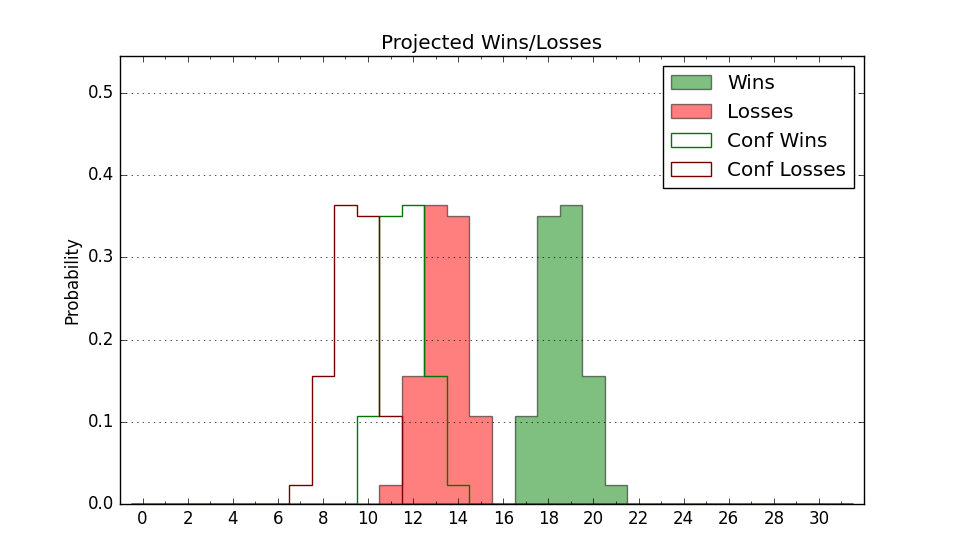 Projected Wins/Losses
Wins
Losses
Conf Wins
Conf Losses
Probability
0.5
0.4
0.3
0.2
0.1
0.0
0 2 4 6 8 10 12 14 16 18 20 22 24 26 28 30